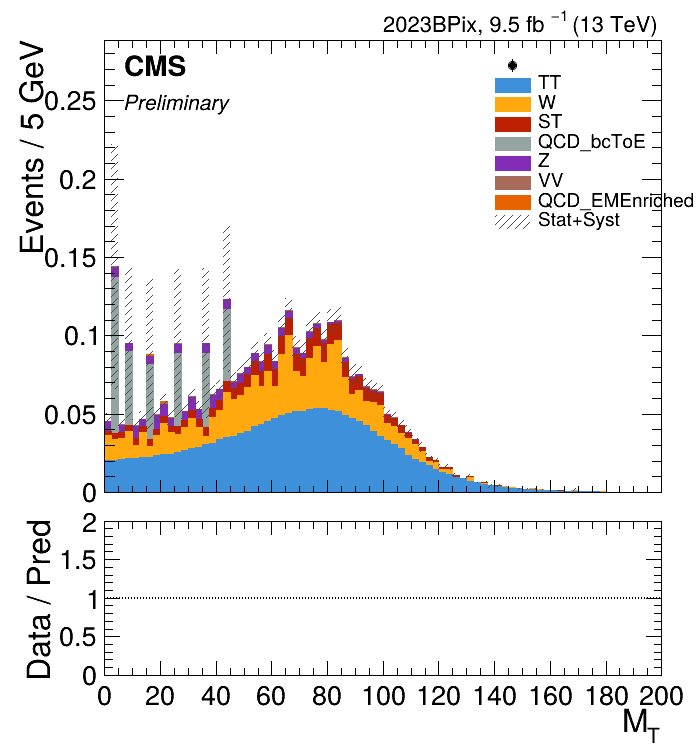 2023BPix, 9.5 fb⁻¹ (13 TeV)
CMS
Preliminary
TT
W
ST
QCD_bcToE
Z
VV
QCD_EMEnriched
Stat+Syst
Events / 5 GeV
0.25
0.2
0.15
0.1
0.05
0
Data / Pred
2
1.5
1
0.5
0
0 20 40 60 80 100 120 140 160 180 200
M_T